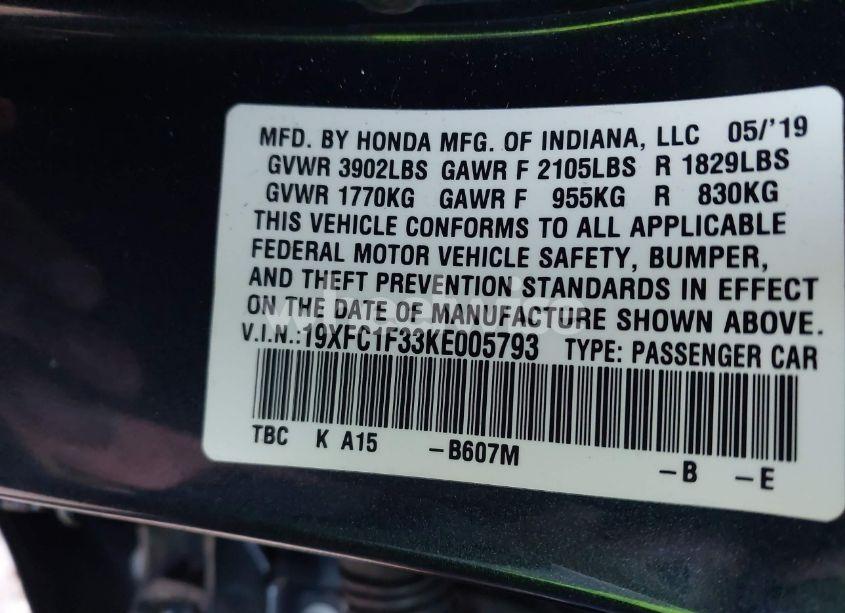 MFD. BY HONDA MFG. OF INDIANA, LLC 05/'19
GVWR 3902LBS GAWR F 2105LBS R 1829LBS
GVWR 1770KG GAWR F 955KG R 830KG
THIS VEHICLE CONFORMS TO ALL APPLICABLE
FEDERAL MOTOR VEHICLE SAFETY, BUMPER,
AND THEFT PREVENTION STANDARDS IN EFFECT
ON THE DATE OF MANUFACTURE SHOWN ABOVE.
V.I.N.:19XFC1F33KE005793 TYPE: PASSENGER CAR
TBC K A15 -B607M -B -E